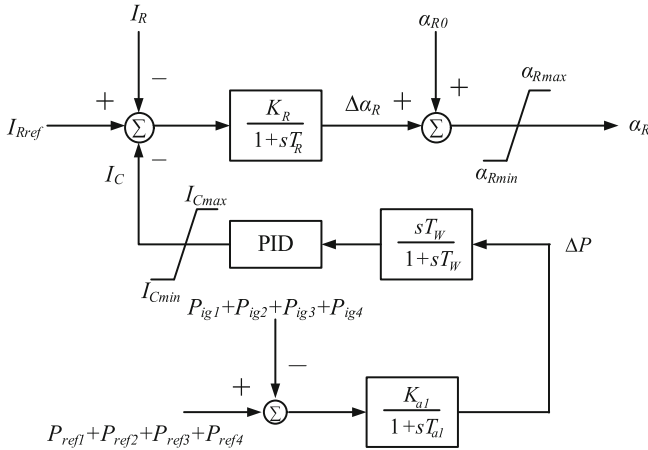 I_R
α_R0
−
+
I_Rref
+
Σ
−
I_C
K_R
1+sT_R
Δα_R
+
Σ
α_Rmax
α_Rmin
α_R
I_Cmax
I_Cmin
PID
sT_W
1+sT_W
ΔP
P_ig1+P_ig2+P_ig3+P_ig4
−
+
Σ
K_a1
1+sT_a1
P_ref1+P_ref2+P_ref3+P_ref4